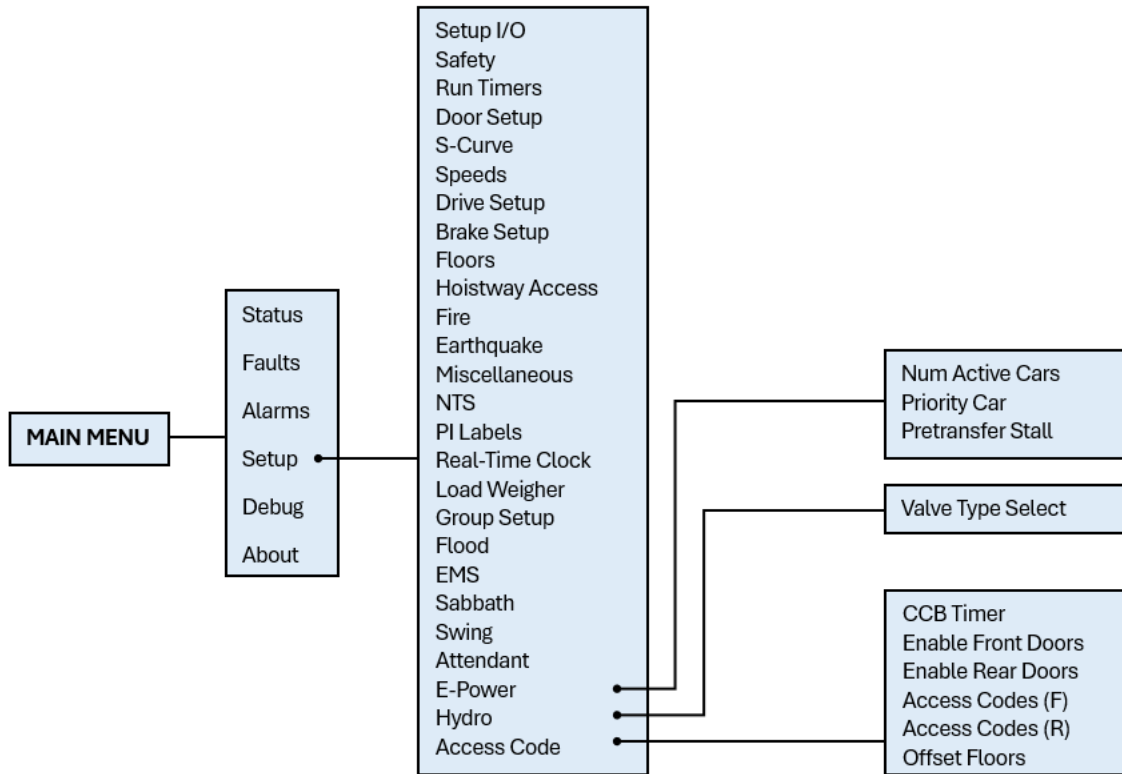 MAIN MENU
Status
Faults
Alarms
Setup
Debug
About
Setup I/O
Safety
Run Timers
Door Setup
S-Curve
Speeds
Drive Setup
Brake Setup
Floors
Hoistway Access
Fire
Earthquake
Miscellaneous
NTS
PI Labels
Real-Time Clock
Load Weigher
Group Setup
Flood
EMS
Sabbath
Swing
Attendant
E-Power
Hydro
Access Code
Num Active Cars
Priority Car
Pretransfer Stall
Valve Type Select
CCB Timer
Enable Front Doors
Enable Rear Doors
Access Codes (F)
Access Codes (R)
Offset Floors